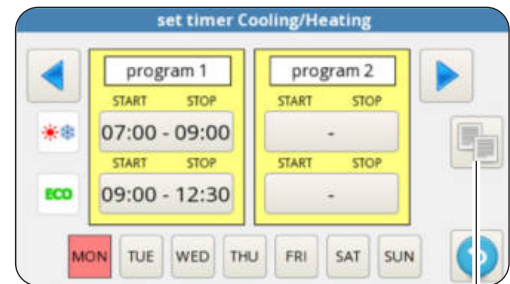 set timer Cooling/Heating
program 1 program 2
START STOP START STOP
07:00 - 09:00 -
START STOP START STOP
ECO 09:00 - 12:30 -
MON TUE WED THU FRI SAT SUN